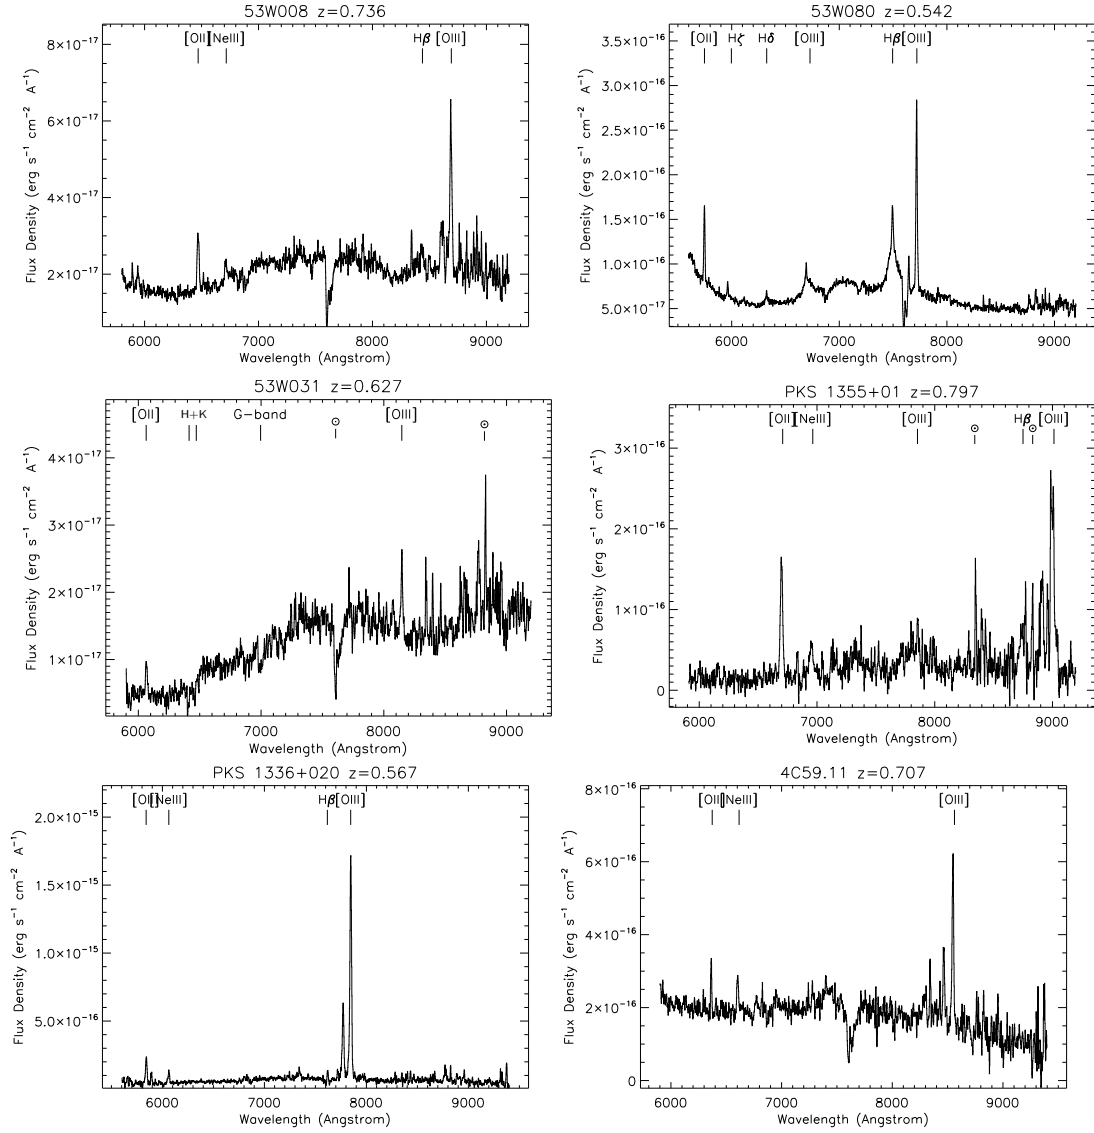 53W008 z=0.736
[OII] [NeIII] Hβ [OIII]
8×10⁻¹⁷
6×10⁻¹⁷
4×10⁻¹⁷
2×10⁻¹⁷
Flux Density (erg s⁻¹ cm⁻² A⁻¹)
6000 7000 8000 9000
Wavelength (Angstrom)
53W080 z=0.542
[OII] Hζ Hδ [OIII] Hβ [OIII]
3.5×10⁻¹⁶
3.0×10⁻¹⁶
2.5×10⁻¹⁶
2.0×10⁻¹⁶
1.5×10⁻¹⁶
1.0×10⁻¹⁶
5.0×10⁻¹⁷
Flux Density (erg s⁻¹ cm⁻² A⁻¹)
6000 7000 8000 9000
Wavelength (Angstrom)
53W031 z=0.627
[OII] H+K G-band ⊙ [OIII] ⊙
4×10⁻¹⁷
3×10⁻¹⁷
2×10⁻¹⁷
1×10⁻¹⁷
Flux Density (erg s⁻¹ cm⁻² A⁻¹)
6000 7000 8000 9000
Wavelength (Angstrom)
PKS 1355+01 z=0.797
[OII] [NeIII] [OIII] ⊙ Hβ ⊙ [OIII]
3×10⁻¹⁶
2×10⁻¹⁶
1×10⁻¹⁶
0
Flux Density (erg s⁻¹ cm⁻² A⁻¹)
6000 7000 8000 9000
Wavelength (Angstrom)
PKS 1336+020 z=0.567
[OII] [NeIII] Hβ [OIII]
2.0×10⁻¹⁵
1.5×10⁻¹⁵
1.0×10⁻¹⁵
5.0×10⁻¹⁶
Flux Density (erg s⁻¹ cm⁻² A⁻¹)
6000 7000 8000 9000
Wavelength (Angstrom)
4C59.11 z=0.707
[OII] [NeIII] [OIII]
8×10⁻¹⁶
6×10⁻¹⁶
4×10⁻¹⁶
2×10⁻¹⁶
0
Flux Density (erg s⁻¹ cm⁻² A⁻¹)
6000 7000 8000 9000
Wavelength (Angstrom)